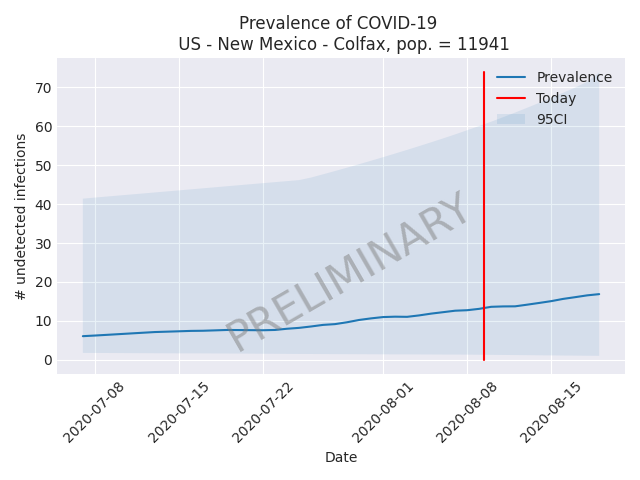 Prevalence of COVID-19
US - New Mexico - Colfax, pop. = 11941
# undetected infections
70
60
50
40
30
20
10
0
Prevalence
Today
95CI
PRELIMINARY
2020-07-08
2020-07-15
2020-07-22
2020-08-01
2020-08-08
2020-08-15
Date